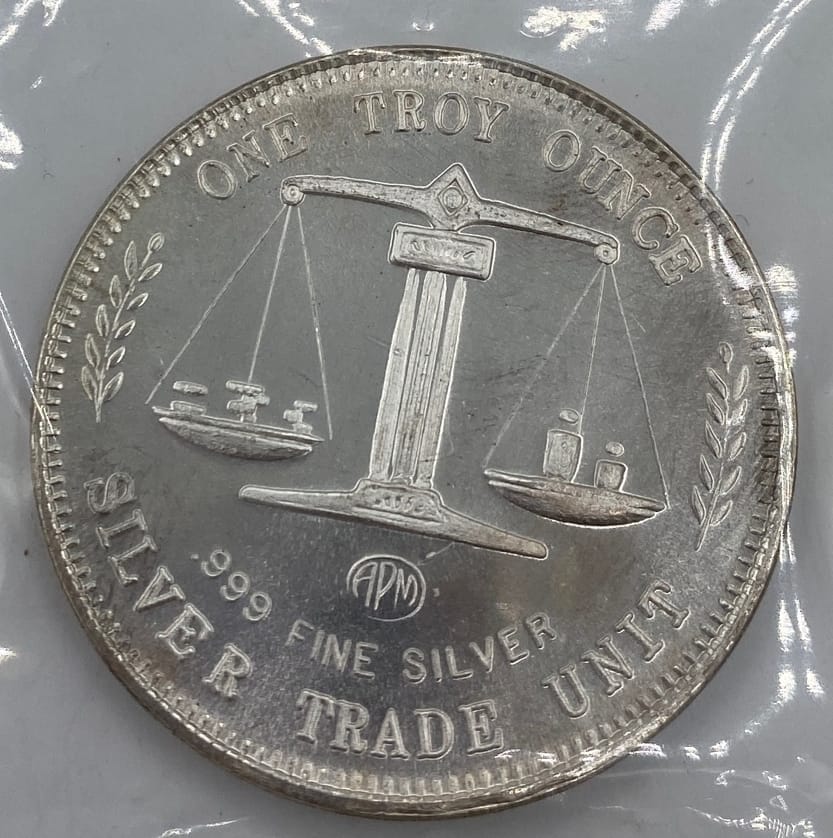 ONE TROY OUNCE
APM
.999 FINE SILVER
SILVER TRADE UNIT